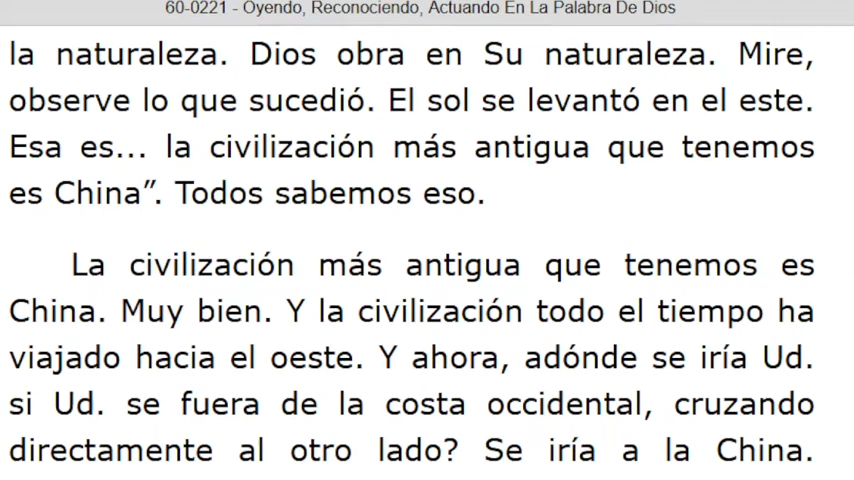 60-0221 - Oyendo, Reconociendo, Actuando En La Palabra De Dios
la naturaleza. Dios obra en Su naturaleza. Mire,
observe lo que sucedió. El sol se levantó en el este.
Esa es... la civilización más antigua que tenemos
es China”. Todos sabemos eso.
La civilización más antigua que tenemos es
China. Muy bien. Y la civilización todo el tiempo ha
viajado hacia el oeste. Y ahora, adónde se iría Ud.
si Ud. se fuera de la costa occidental, cruzando
directamente al otro lado? Se iría a la China.